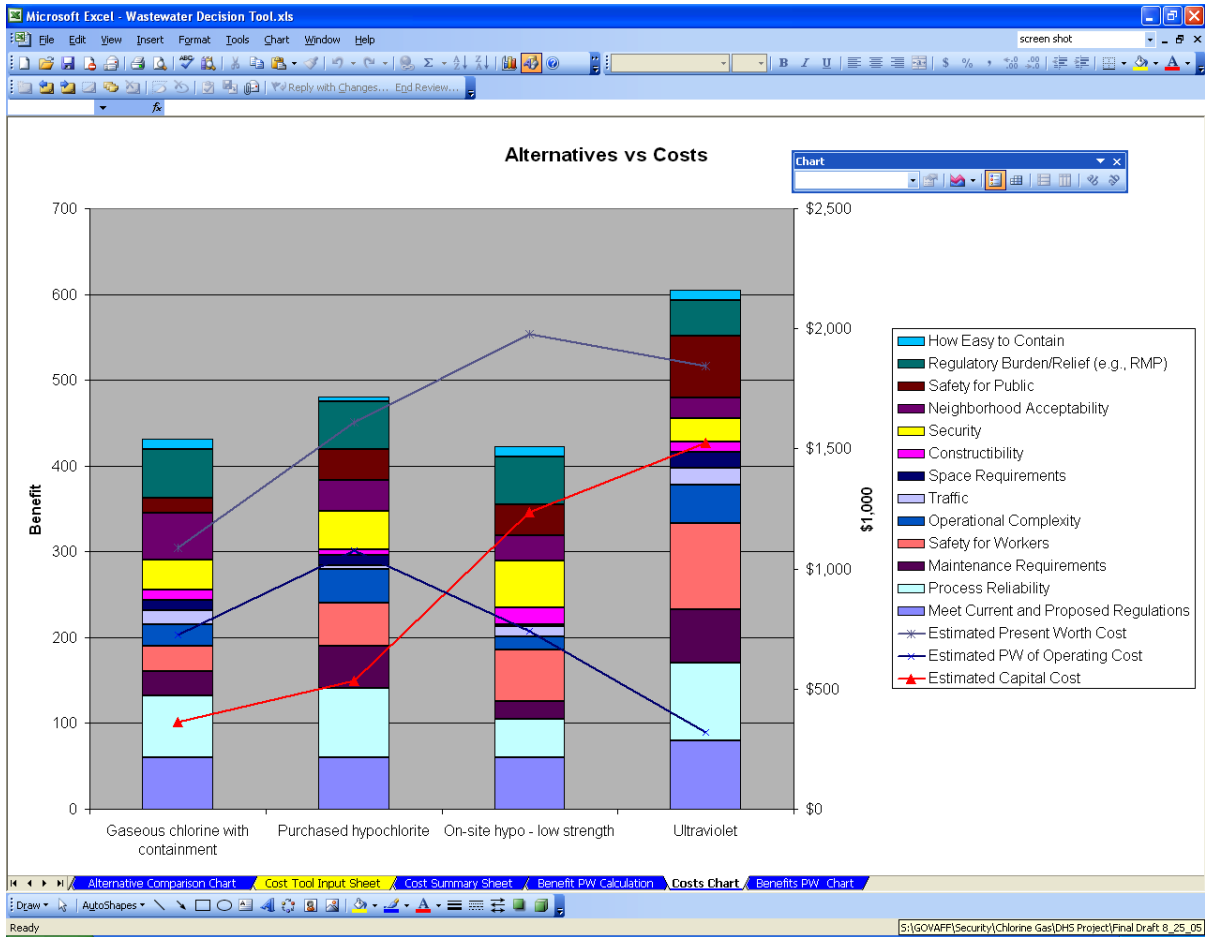 Microsoft Excel - Wastewater Decision Tool.xls
File Edit View Insert Format Tools Chart Window Help
screen shot
Reply with Changes... End Review...
fx
Alternatives vs Costs
Chart
700
600
500
400
300
200
100
0
Benefit
$2,500
$2,000
$1,500
$1,000
$500
$0
$1,000
How Easy to Contain
Regulatory Burden/Relief (e.g., RMP)
Safety for Public
Neighborhood Acceptability
Security
Constructibility
Space Requirements
Traffic
Operational Complexity
Safety for Workers
Maintenance Requirements
Process Reliability
Meet Current and Proposed Regulations
Estimated Present Worth Cost
Estimated PW of Operating Cost
Estimated Capital Cost
Gaseous chlorine with
containment
Purchased hypochlorite
On-site hypo - low strength
Ultraviolet
Alternative Comparison Chart Cost Tool Input Sheet Cost Summary Sheet Benefit PW Calculation Costs Chart Benefits PW Chart
Draw AutoShapes
Ready
S:\GOVAFF\Security\Chlorine Gas\DHS Project\Final Draft 8_25_05